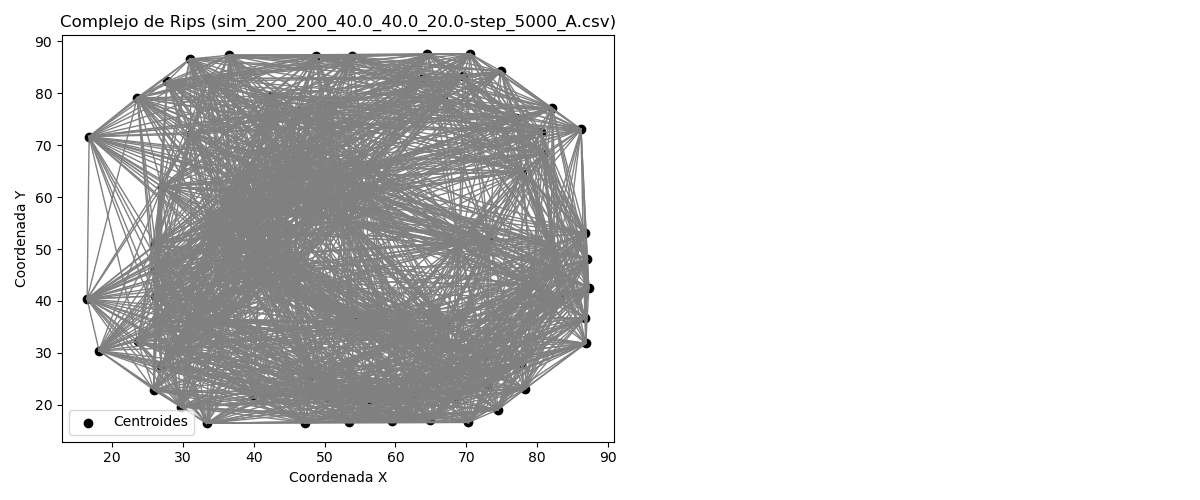 Complejo de Rips (sim_200_200_40.0_40.0_20.0-step_5000_A.csv)
90
80
70
60
50
40
30
20
Coordenada Y
Centroides
20 30 40 50 60 70 80 90
Coordenada X